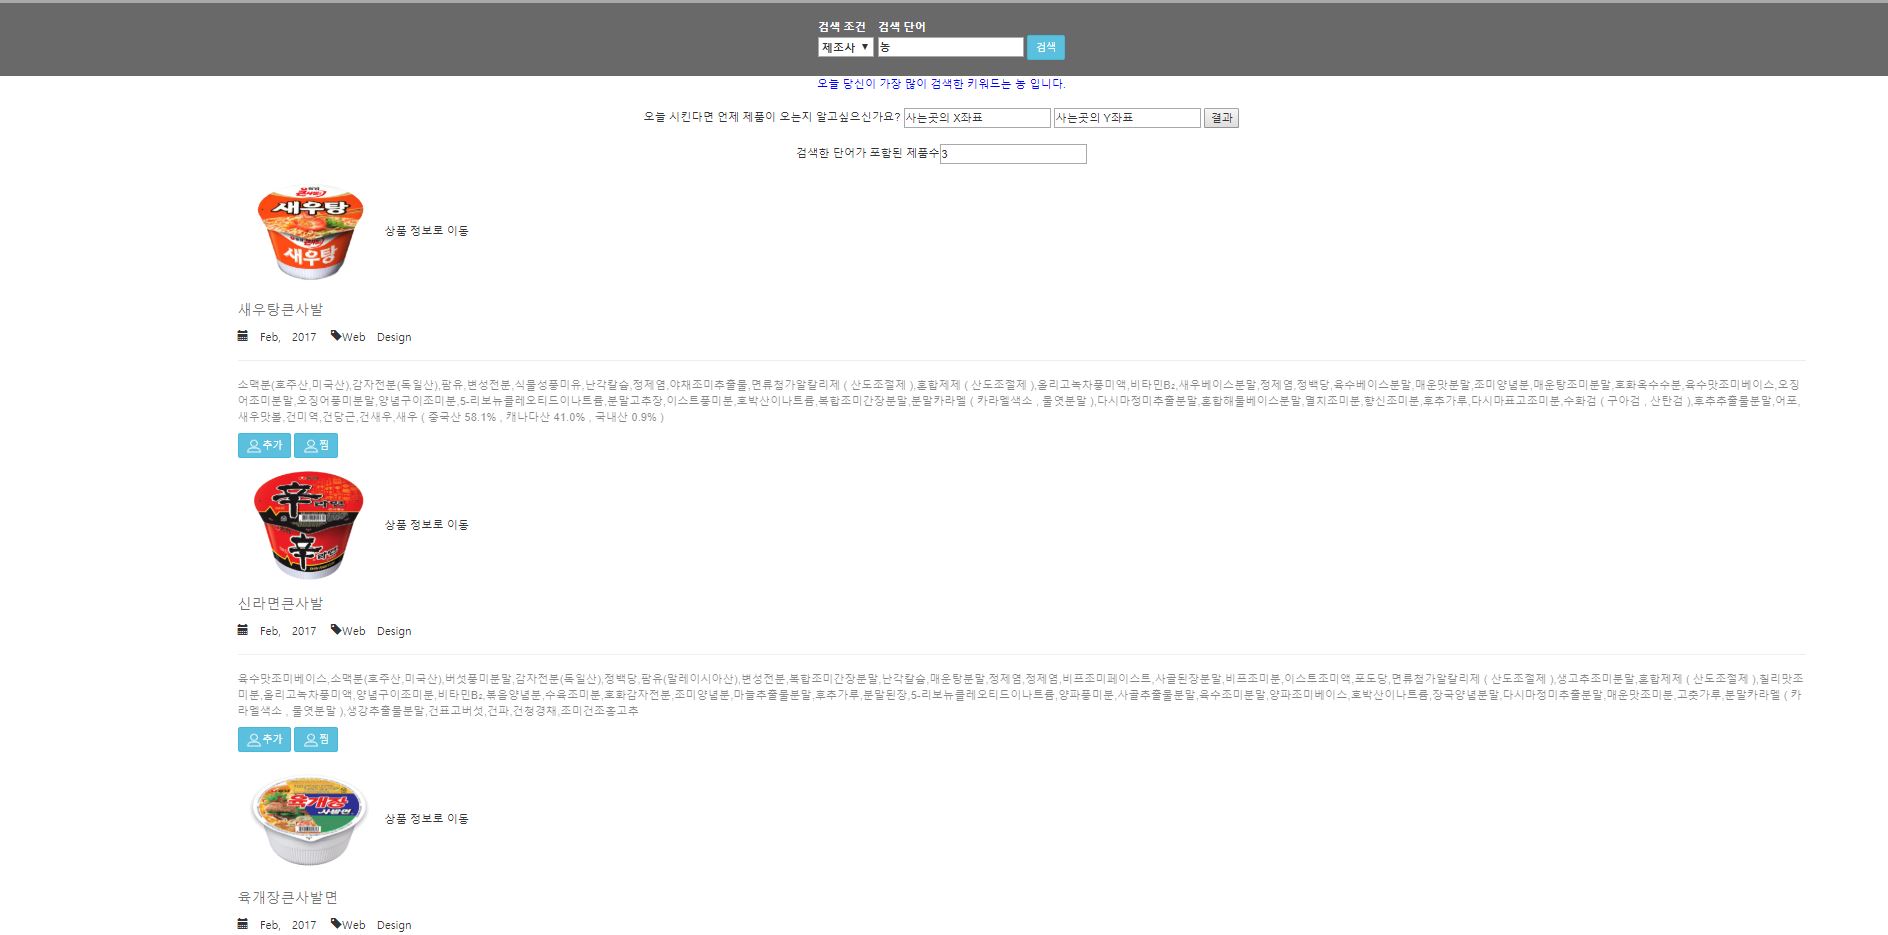 검색 조건 검색 단어
제조사 ▼ 농 검색
오늘 당신이 가장 많이 검색한 키워드는 농 입니다.
오늘 시킨다면 언제 제품이 오는지 알고싶으신가요? 사는곳의 X좌표 사는곳의 Y좌표 결과
검색한 단어가 포함된 제품수 3
새우탕
새우탕
상품 정보로 이동
새우탕큰사발
Feb, 2017 Web Design
소맥분(호주산,미국산),감자전분(독일산),팜유,변성전분,식물성풍미유,난각칼슘,정제염,야채조미추출물,면류첨가알칼리제 ( 산도조절제 ),혼합제제 ( 산도조절제 ),올리고녹차풍미액,비타민B₂,새우베이스분말,정제염,정백당,육수베이스분말,매운맛분말,조미양념분,매운탕조미분말,호화옥수수분,육수맛조미베이스,오징
어조미분말,오징어풍미분말,양념구이조미분,5-리보뉴클레오티드이나트륨,분말고추장,이스트풍미분,호박산이나트륨,복합조미간장분말,분말카라멜 ( 카라멜색소 , 물엿분말 ),다시마정미추출분말,혼합해물베이스분말,멸치조미분,향신조미분,후추가루,다시마표고조미분,수화검 ( 구아검 , 산탄검 ),후추추출물분말,어포,
새우맛볼,건미역,건당근,건새우,새우 ( 중국산 58.1% , 캐나다산 41.0% , 국내산 0.9% )
추가 찜
辛라면
辛라면
상품 정보로 이동
신라면큰사발
Feb, 2017 Web Design
육수맛조미베이스,소맥분(호주산,미국산),버섯풍미분말,감자전분(독일산),정백당,팜유(말레이시아산),변성전분,복합조미간장분말,난각칼슘,매운탕분말,정제염,정제염,비프조미페이스트,사골된장분말,비프조미분,이스트조미액,포도당,면류첨가알칼리제 ( 산도조절제 ),생고추조미분말,혼합제제 ( 산도조절제 ),칠리맛조
미분,올리고녹차풍미액,양념구이조미분,비타민B₂,볶음양념분,수육조미분,호화감자전분,조미양념분,마늘추출물분말,후추가루,분말된장,5-리보뉴클레오티드이나트륨,양파풍미분,사골추출물분말,육수조미분말,양파조미베이스,호박산이나트륨,장국양념분말,다시마정미추출분말,매운맛조미분,고춧가루,분말카라멜 ( 카
라멜색소 , 물엿분말 ),생강추출물분말,건표고버섯,건파,건청경채,조미건조홍고추
추가 찜
육개장
사발면
상품 정보로 이동
육개장큰사발면
Feb, 2017 Web Design